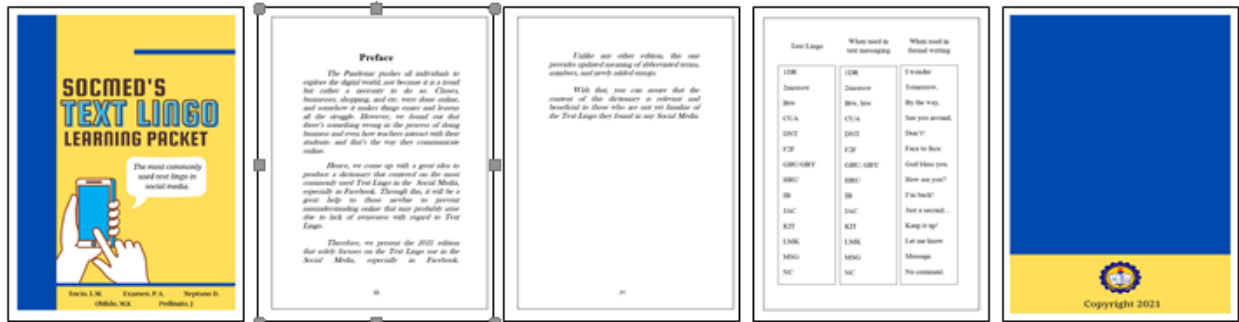 SOCMED'S
TEXT LINGO
LEARNING PACKET
The most commonly
used text lingo in
social media.
Encio, L.M. Examen, P.A. Neptuno D.
Oblido, M.R. Pedinato, J
Preface
The Pandemic pushes all individuals to
explore the digital world, not because it is a trend
but rather a necessity to do so. Classes,
businesses, shopping, and etc. were done online,
and somehow it makes things easier and lessens
all the struggle. However, we found out that
there's something wrong in the process of doing
business and even how teachers interact with their
students- and that's the way they communicate
online.
Hence, we come up with a great idea to
produce a dictionary that centered on the most
commonly used Text Lingo in the Social Media,
especially in Facebook. Through this, it will be a
great help to those newbie to prevent
misunderstanding online that may probably arise
due to lack of awareness with regard to Text
Lingo.
Therefore, we present the 2021 edition
that solely focuses on the Text Lingo use in the
Social Media, especially in Facebook.
iii
Unlike any other edition, this one
provides updated meaning of abbreviated terms,
numbers, and newly added emojis.
With that, you can assure that the
content of this dictionary is relevant and
beneficial to those who are not yet familiar of
the Text Lingo they found in any Social Media.
iv
Text Lingo When used in text messaging When used in formal writing
1DR 1DR I wonder
2morrow 2morrow Tomorrow,
Btw Btw, btw By the way,
CUA CUA See you around,
DNT DNT Don't!
F2F F2F Face to face.
GBU/GBY GBU, GBY God bless you.
HRU HRU How are you?
IB IB I'm back!
JAC JAC Just a second...
KIT KIT Keep it up!
LMK LMK Let me know
MSG MSG Message
NC NC No comment.
Copyright 2021